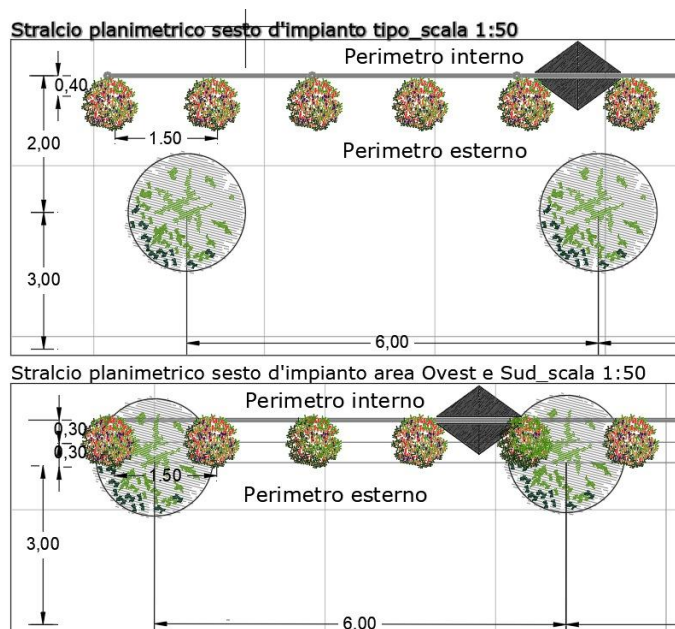 Stralcio planimetrico sesto d'impianto tipo_scala 1:50
Perimetro interno
0,40
1.50
2,00
Perimetro esterno
3,00
6,00
Stralcio planimetrico sesto d'impianto area Ovest e Sud_scala 1:50
Perimetro interno
0,30
0,30
1.50
Perimetro esterno
3,00
6,00